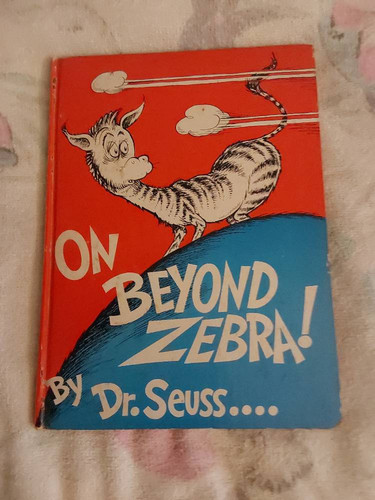 ON
BEYOND
ZEBRA!
By Dr. Seuss....